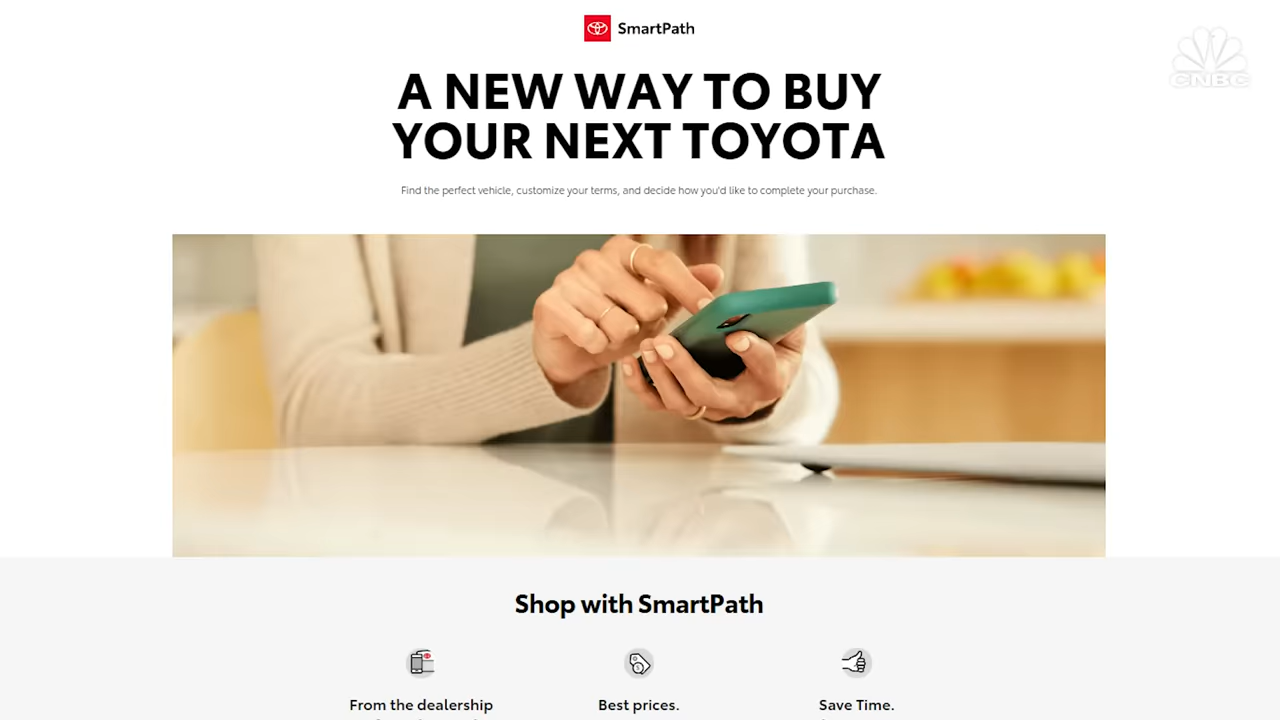 SmartPath
CNBC
A NEW WAY TO BUY
YOUR NEXT TOYOTA
Find the perfect vehicle, customize your terms, and decide how you'd like to complete your purchase.
Shop with SmartPath
From the dealership
Best prices.
Save Time.